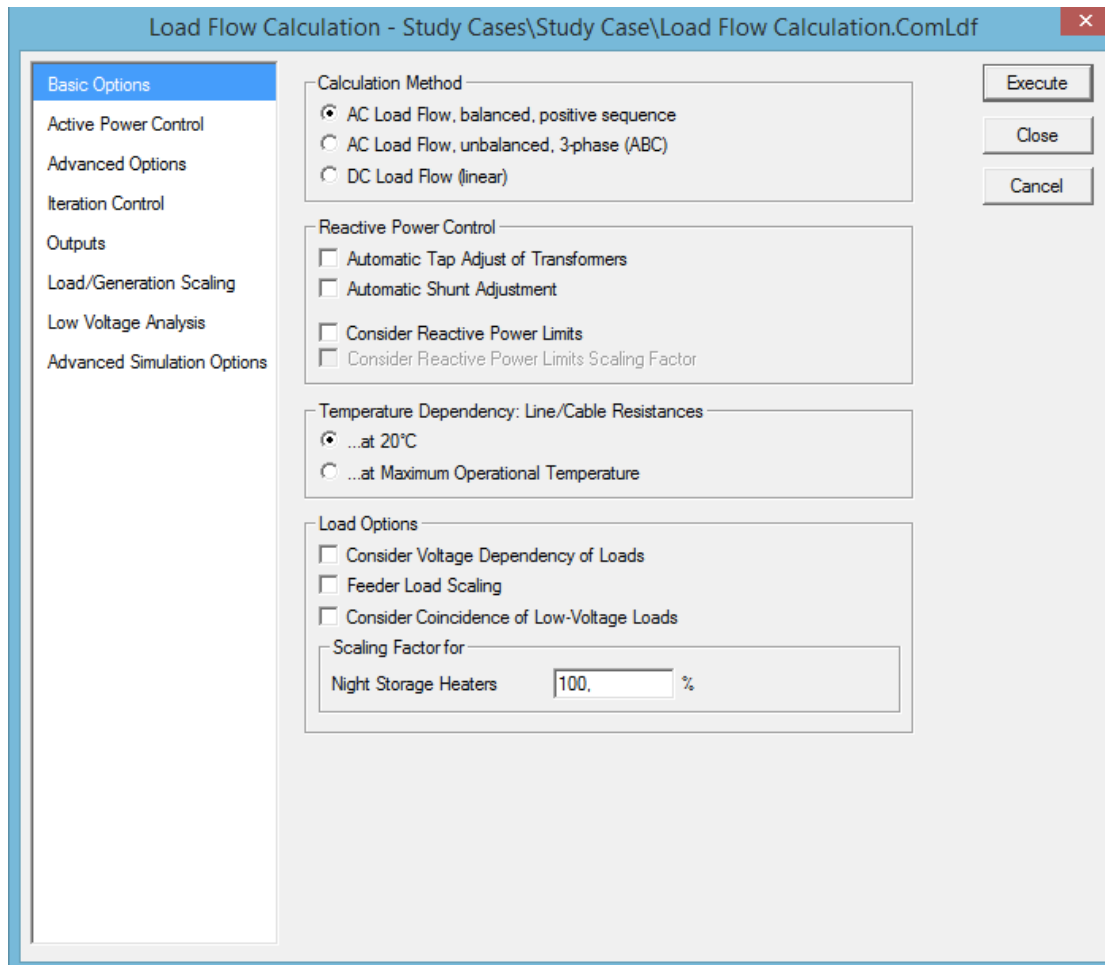 Load Flow Calculation - Study Cases\Study Case\Load Flow Calculation.ComLdf
Basic Options
Active Power Control
Advanced Options
Iteration Control
Outputs
Load/Generation Scaling
Low Voltage Analysis
Advanced Simulation Options
Calculation Method
AC Load Flow, balanced, positive sequence
AC Load Flow, unbalanced, 3-phase (ABC)
DC Load Flow (linear)
Reactive Power Control
Automatic Tap Adjust of Transformers
Automatic Shunt Adjustment
Consider Reactive Power Limits
Consider Reactive Power Limits Scaling Factor
Temperature Dependency: Line/Cable Resistances
...at 20°C
...at Maximum Operational Temperature
Load Options
Consider Voltage Dependency of Loads
Feeder Load Scaling
Consider Coincidence of Low-Voltage Loads
Scaling Factor for
Night Storage Heaters 100, %
Execute
Close
Cancel